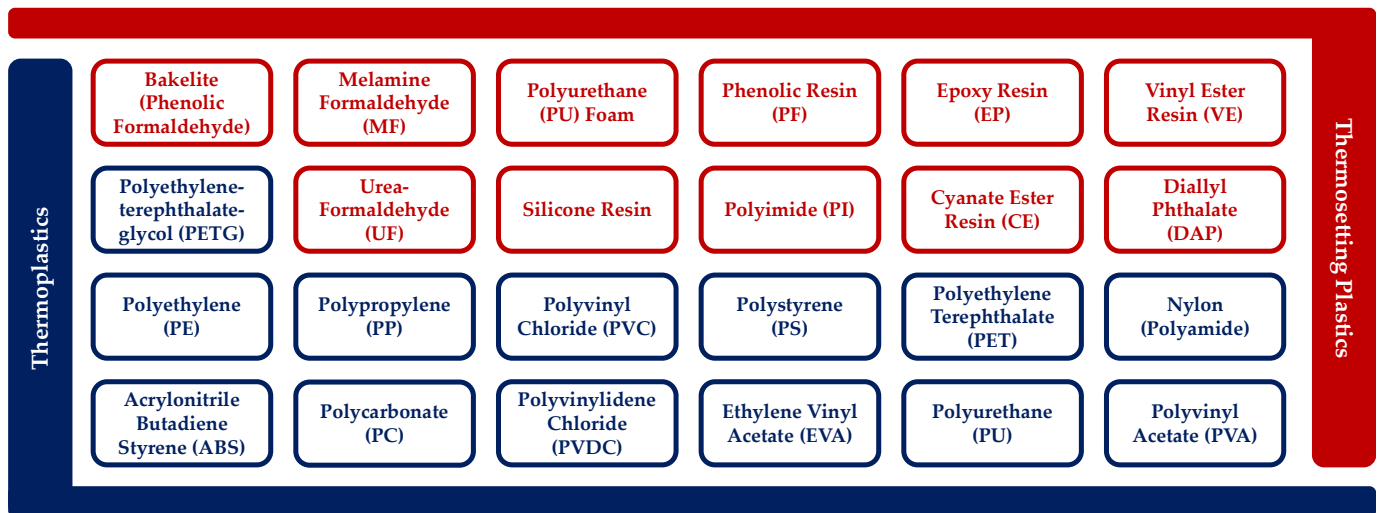 Bakelite
(Phenolic
Formaldehyde)
Melamine
Formaldehyde
(MF)
Polyurethane
(PU) Foam
Phenolic Resin
(PF)
Epoxy Resin
(EP)
Vinyl Ester
Resin (VE)
Polyethylene-
terephthalate-
glycol (PETG)
Urea-
Formaldehyde
(UF)
Silicone Resin
Polyimide (PI)
Cyanate Ester
Resin (CE)
Diallyl
Phthalate
(DAP)
Polyethylene
(PE)
Polypropylene
(PP)
Polyvinyl
Chloride (PVC)
Polystyrene
(PS)
Polyethylene
Terephthalate
(PET)
Nylon
(Polyamide)
Acrylonitrile
Butadiene
Styrene (ABS)
Polycarbonate
(PC)
Polyvinylidene
Chloride
(PVDC)
Ethylene Vinyl
Acetate (EVA)
Polyurethane
(PU)
Polyvinyl
Acetate (PVA)
Thermoplastics
Thermosetting Plastics